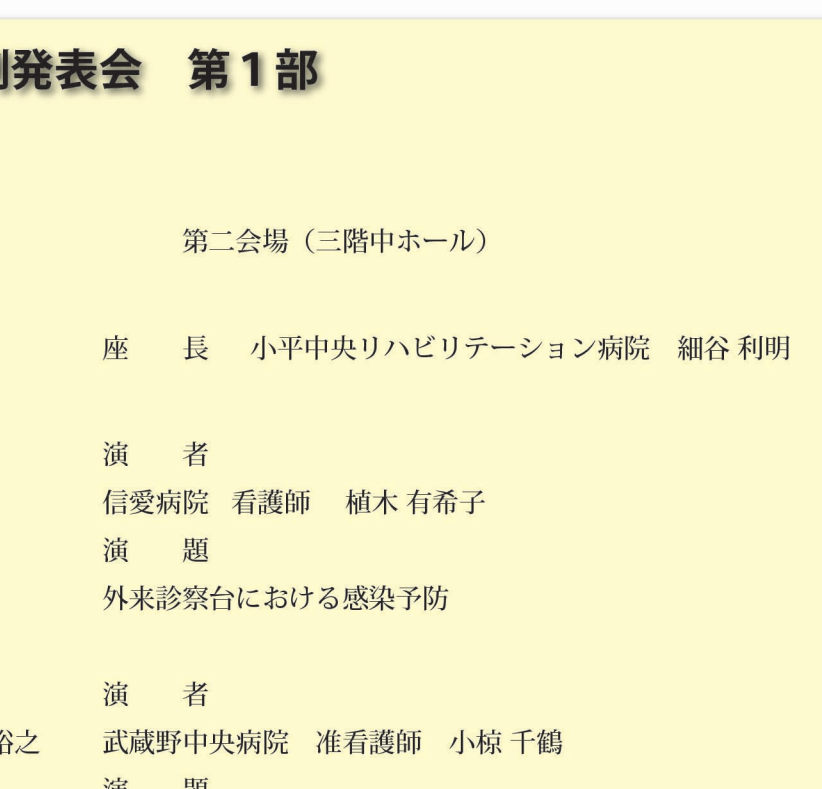 発表会　第１部
第二会場（三階中ホール）
座　　長　小平中央リハビリテーション病院　細谷 利明
演　　者
信愛病院　看護師　植木 有希子
演　　題
外来診察台における感染予防
演　　者
裕之　武蔵野中央病院　准看護師　小椋 千鶴
演　　題